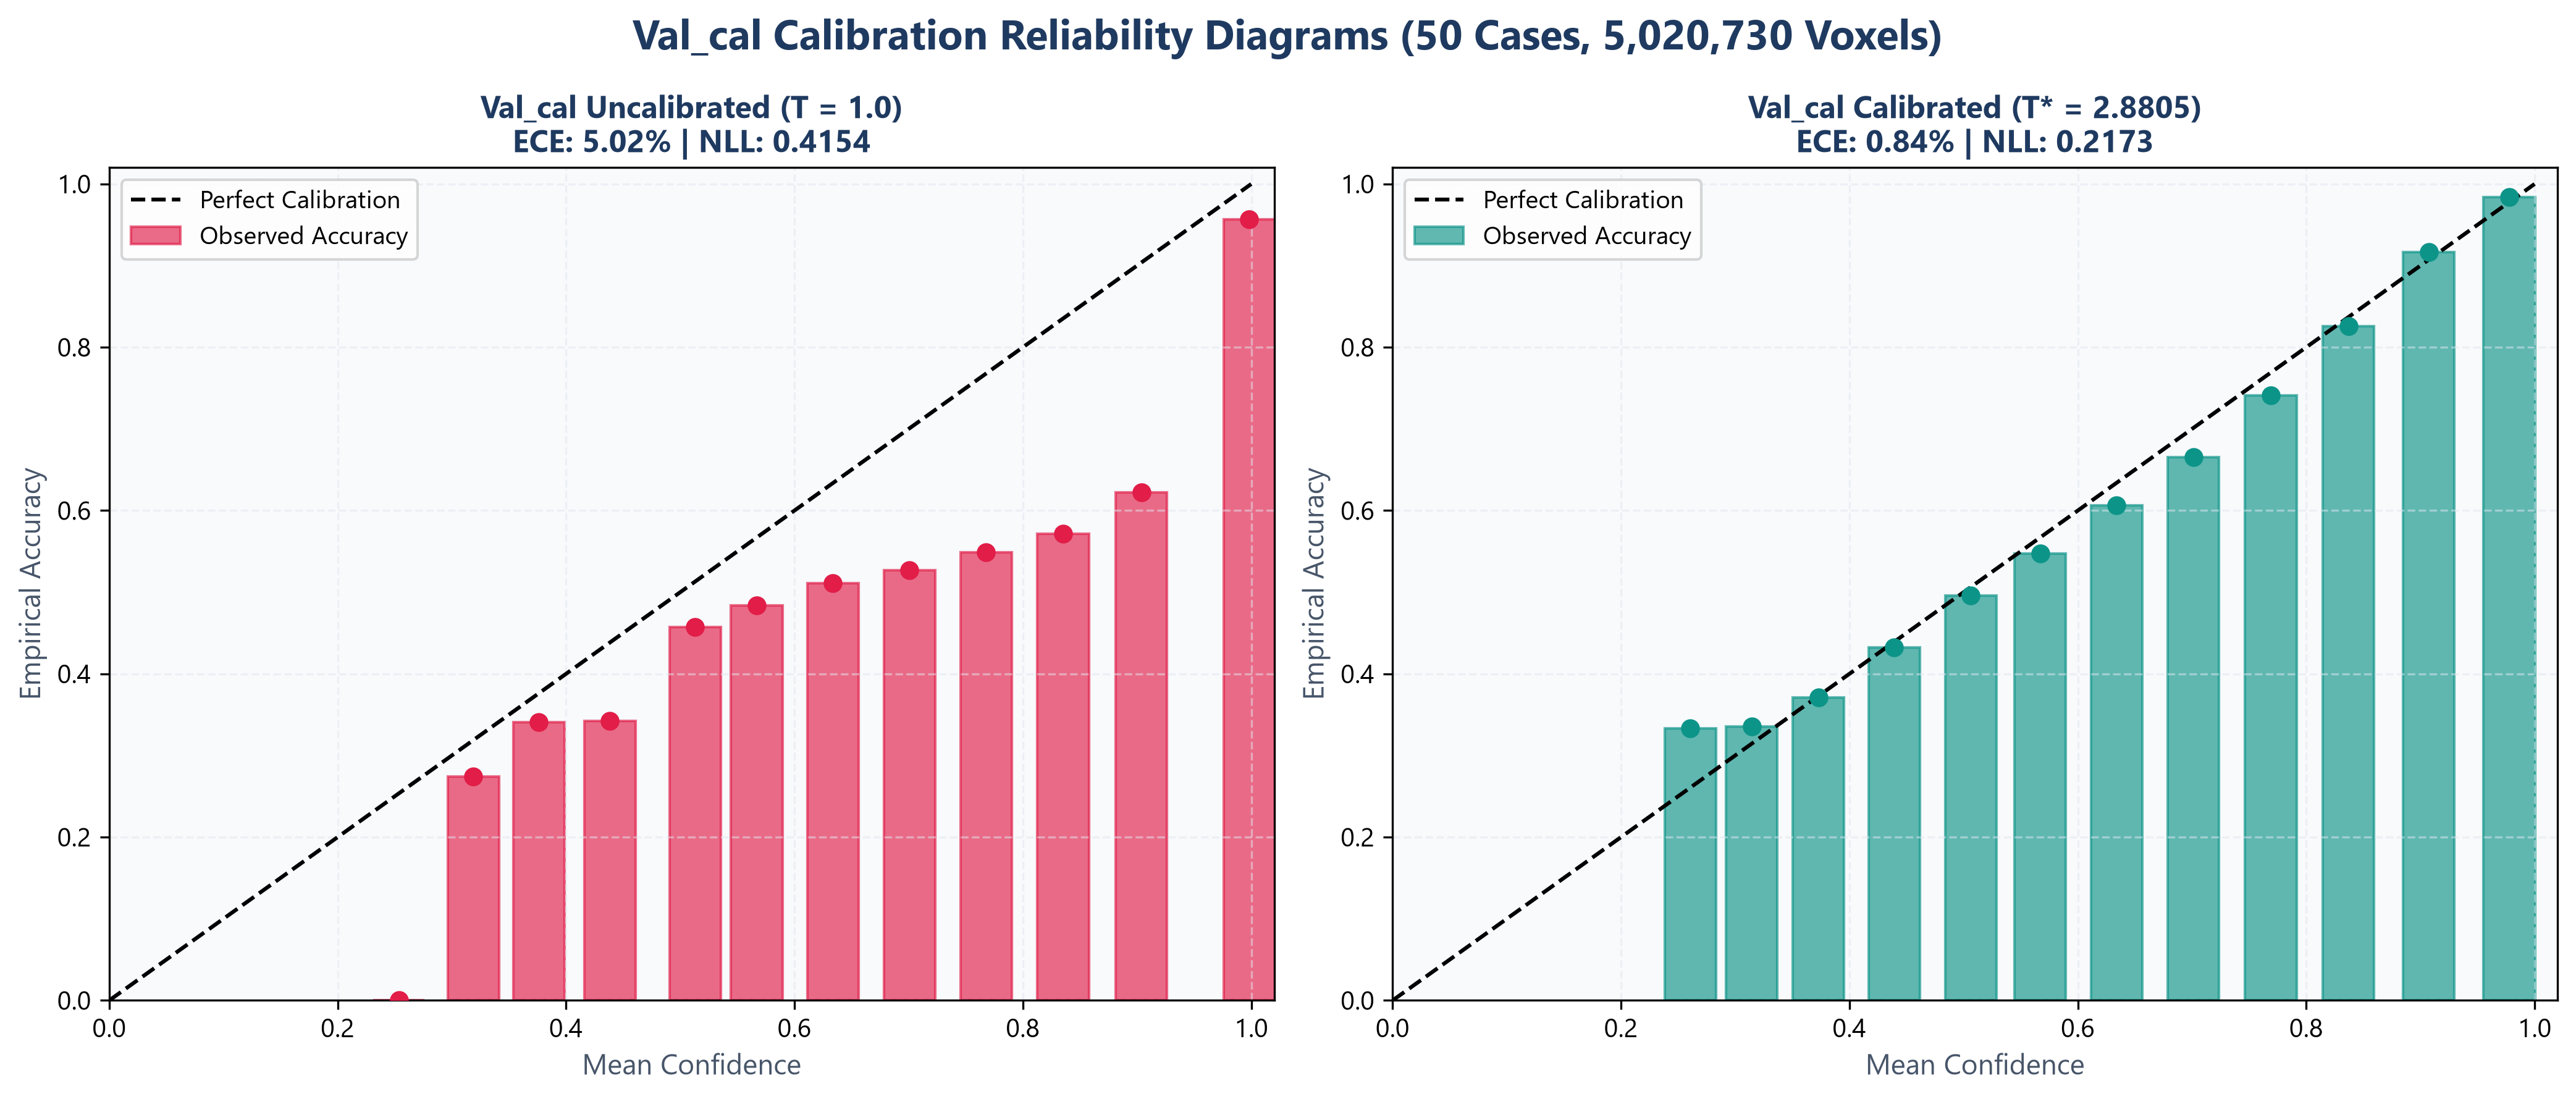 Val_cal Calibration Reliability Diagrams (50 Cases, 5,020,730 Voxels)
Val_cal Uncalibrated (T = 1.0)
ECE: 5.02% | NLL: 0.4154
Perfect Calibration
Observed Accuracy
Empirical Accuracy
1.0
0.8
0.6
0.4
0.2
0.0
0.0 0.2 0.4 0.6 0.8 1.0
Mean Confidence
Val_cal Calibrated (T* = 2.8805)
ECE: 0.84% | NLL: 0.2173
Perfect Calibration
Observed Accuracy
Empirical Accuracy
1.0
0.8
0.6
0.4
0.2
0.0
0.0 0.2 0.4 0.6 0.8 1.0
Mean Confidence